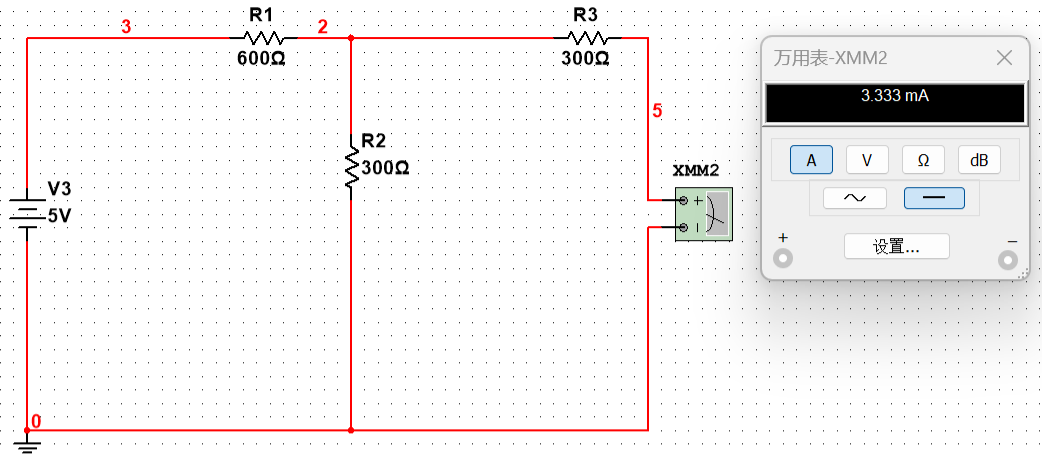 3
R1
600Ω
2
R3
300Ω
5
R2
300Ω
V3
5V
XMM2
+
0
万用表-XMM2
3.333 mA
A V Ω dB
+ 设置... −